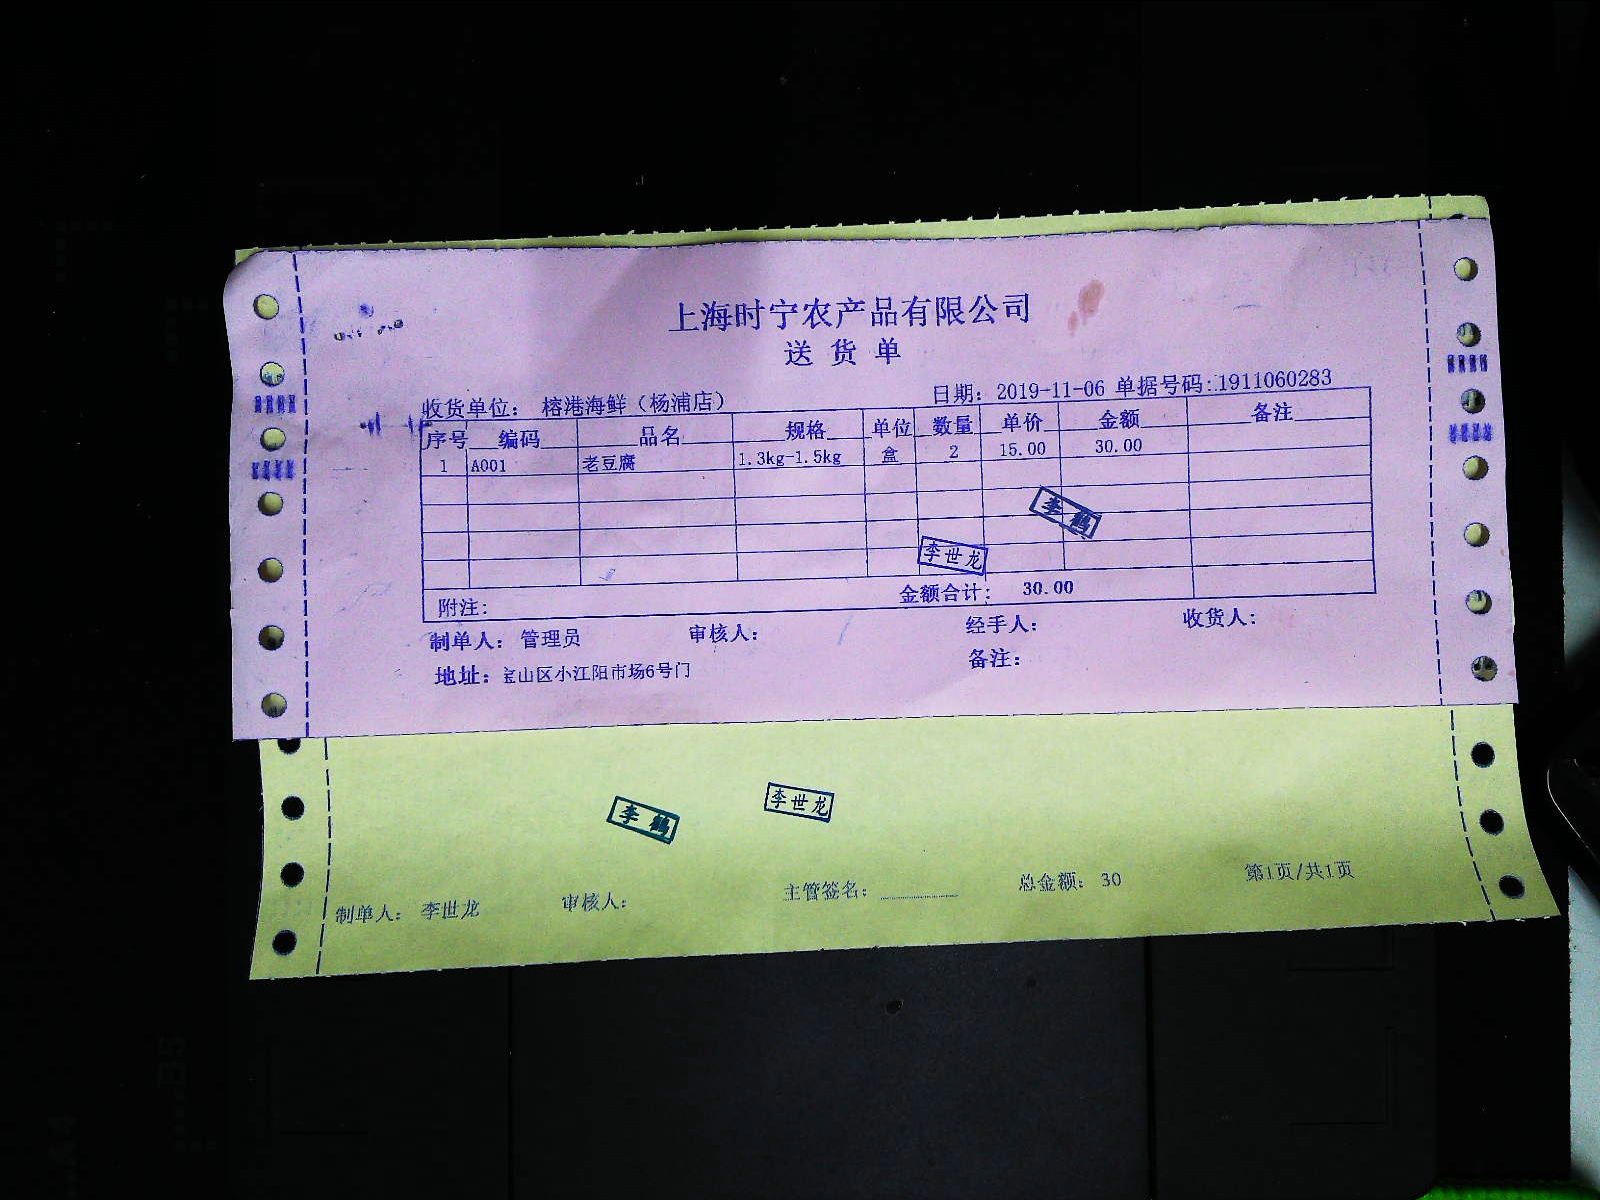 上海时宁农产品有限公司
送货单
收货单位: 榕港海鲜（杨浦店） 日期: 2019-11-06 单据号码:1911060283
序号 编码 品名 规格 单位 数量 单价 金额 备注
1 A001 老豆腐 1.3kg-1.5kg 盒 2 15.00 30.00
李鹤
李世龙
附注: 金额合计: 30.00
制单人: 管理员 审核人: 经手人: 收货人:
地址: 宝山区小江阳市场6号门 备注:
李鹤 李世龙
制单人: 李世龙 审核人: 主管签名: 总金额: 30 第1页/共1页